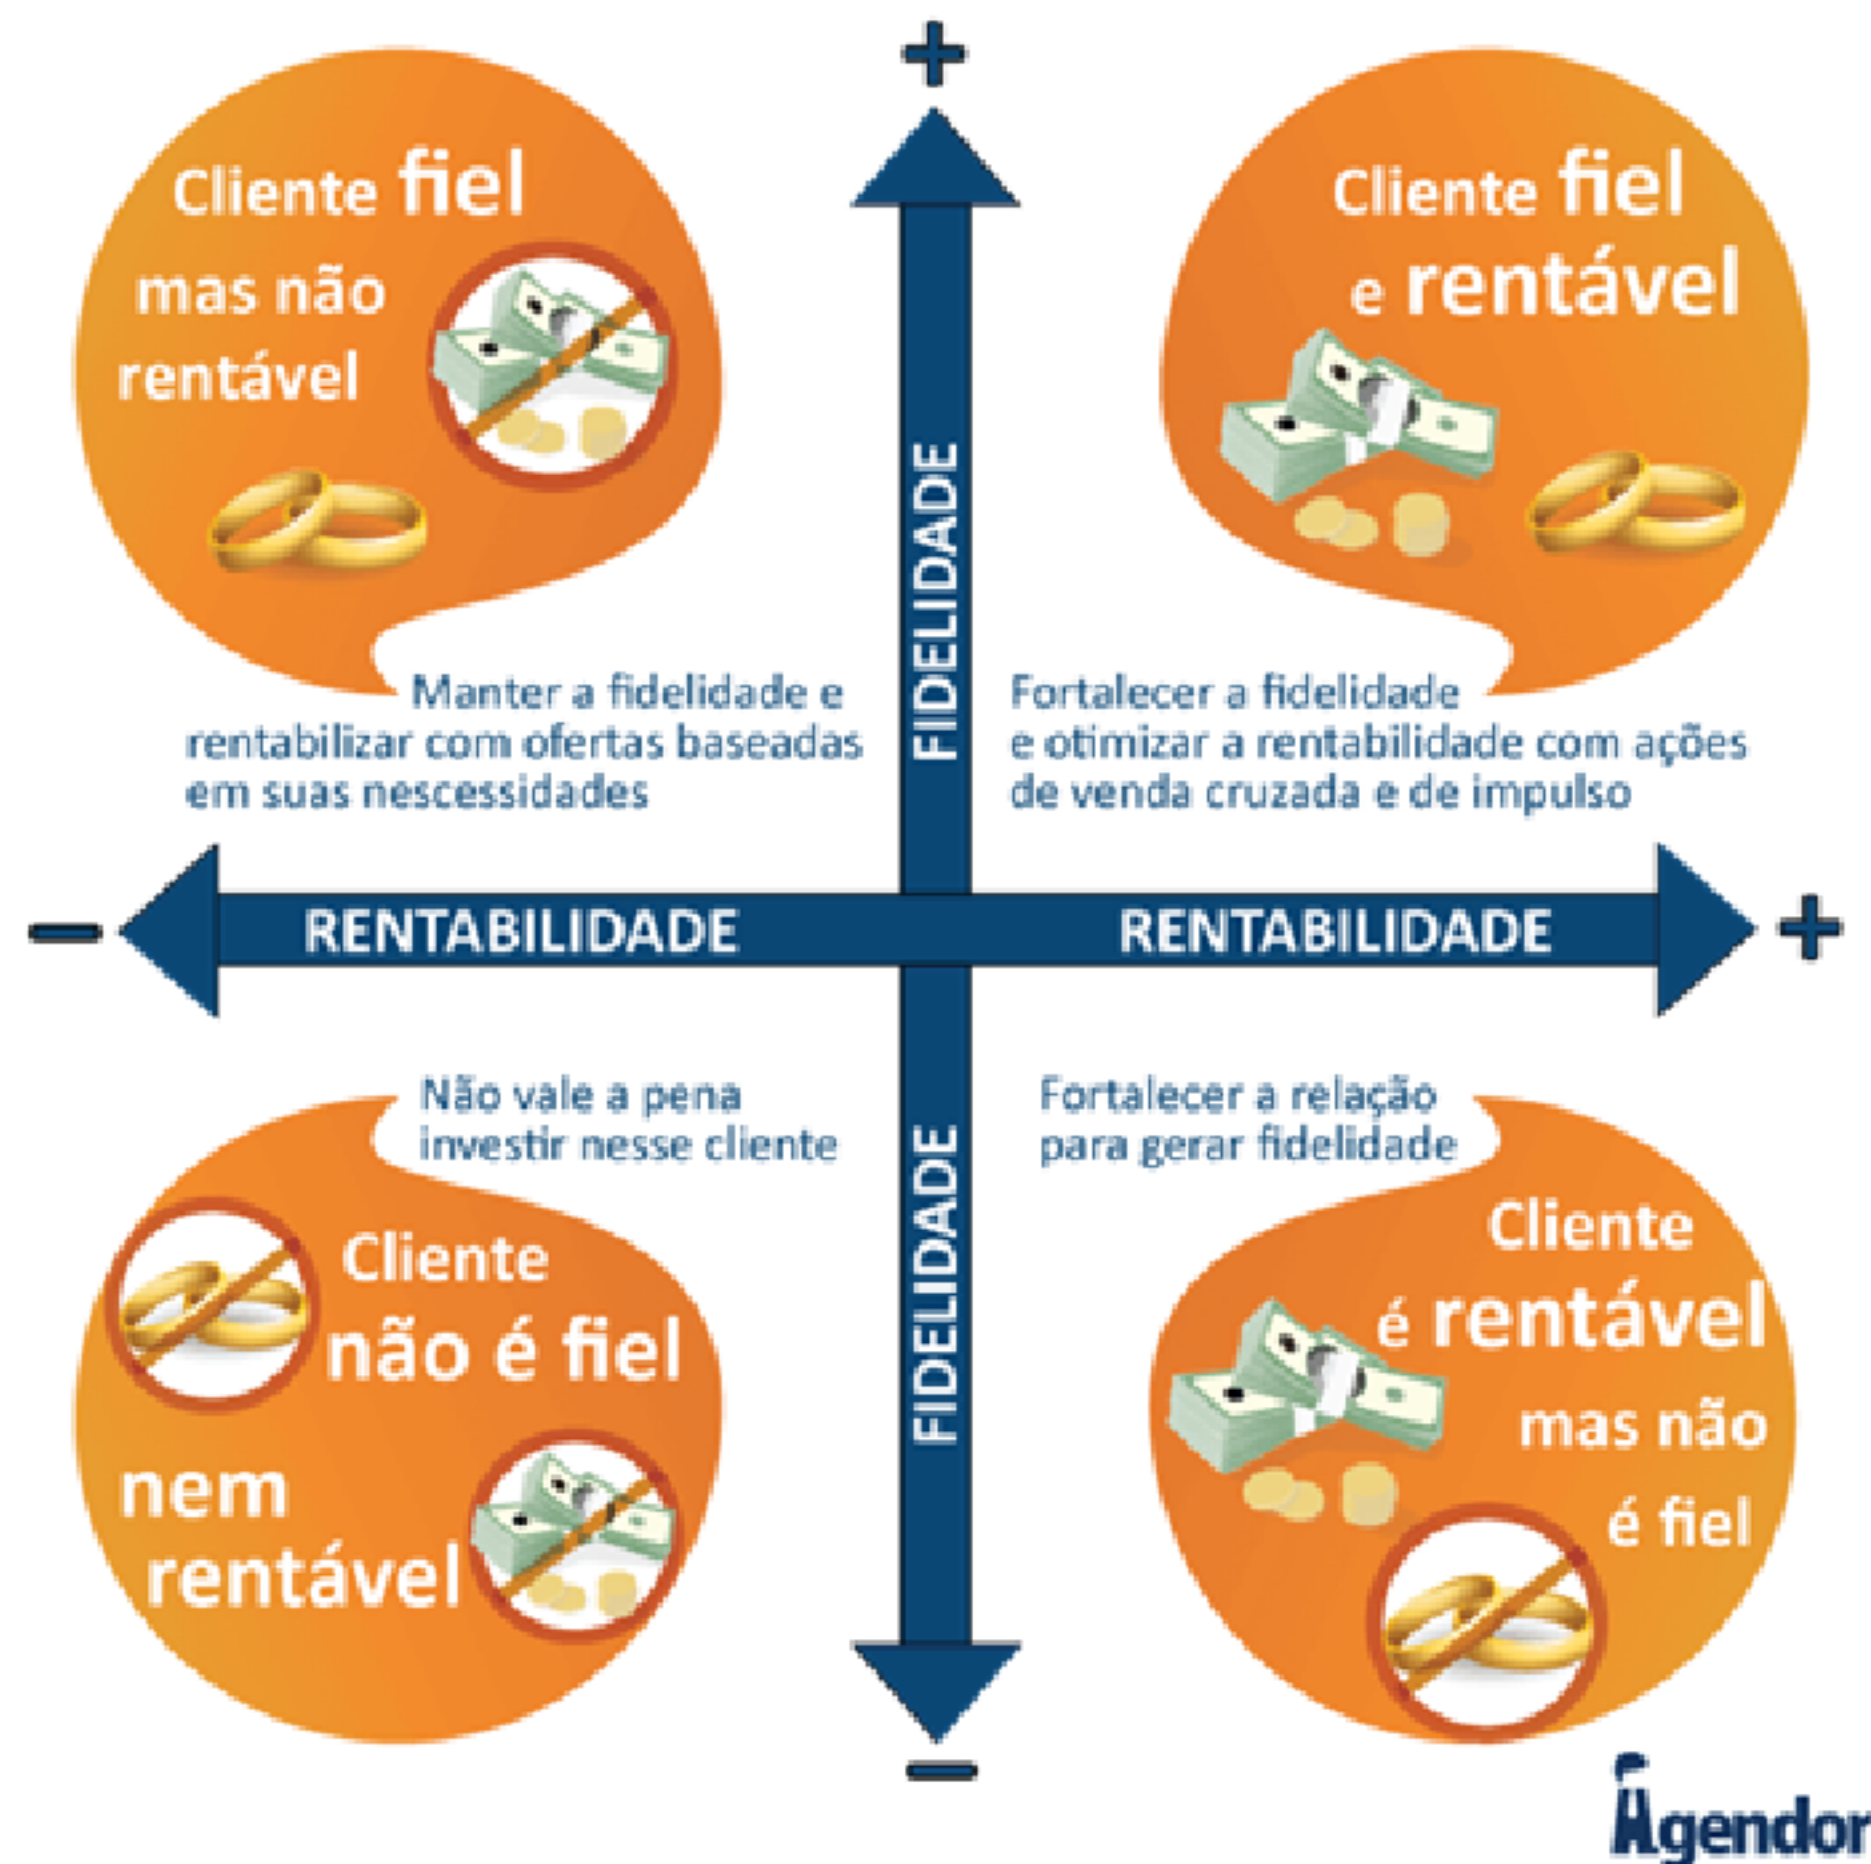 +
Cliente fiel
mas não
rentável
Cliente fiel
e rentável
FIDELIDADE
Manter a fidelidade e
rentabilizar com ofertas baseadas
em suas nescessidades
Fortalecer a fidelidade
e otimizar a rentabilidade com ações
de venda cruzada e de impulso
− RENTABILIDADE RENTABILIDADE +
Não vale a pena
investir nesse cliente
Fortalecer a relação
para gerar fidelidade
FIDELIDADE
Cliente
não é fiel
nem
rentável
Cliente
é rentável
mas não
é fiel
−
Agendor